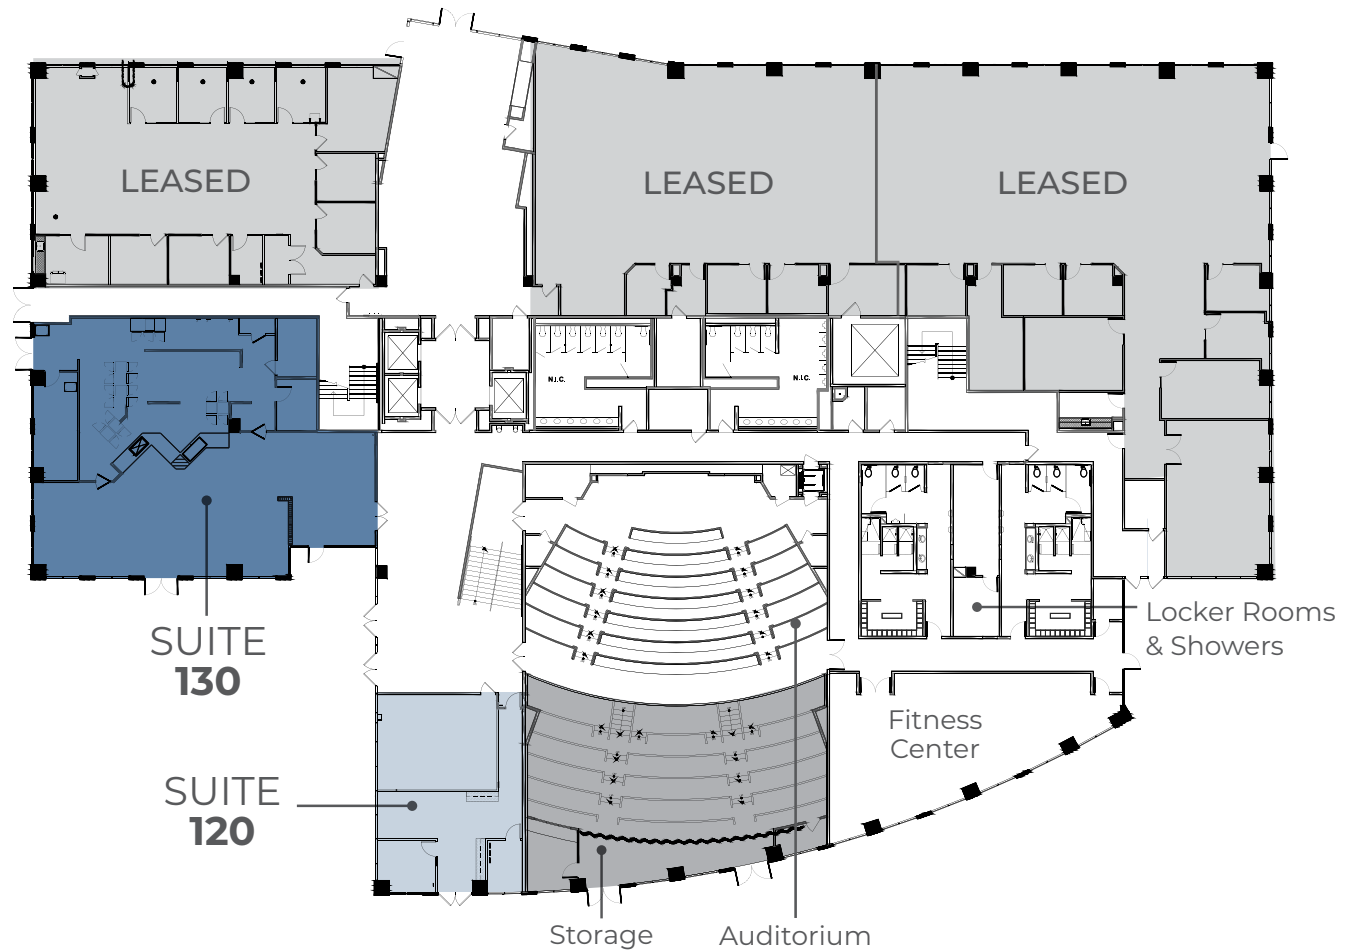 LEASED
LEASED
LEASED
N.I.C.
N.I.C.
SUITE
130
Locker Rooms
& Showers
Fitness
Center
SUITE
120
Storage
Auditorium